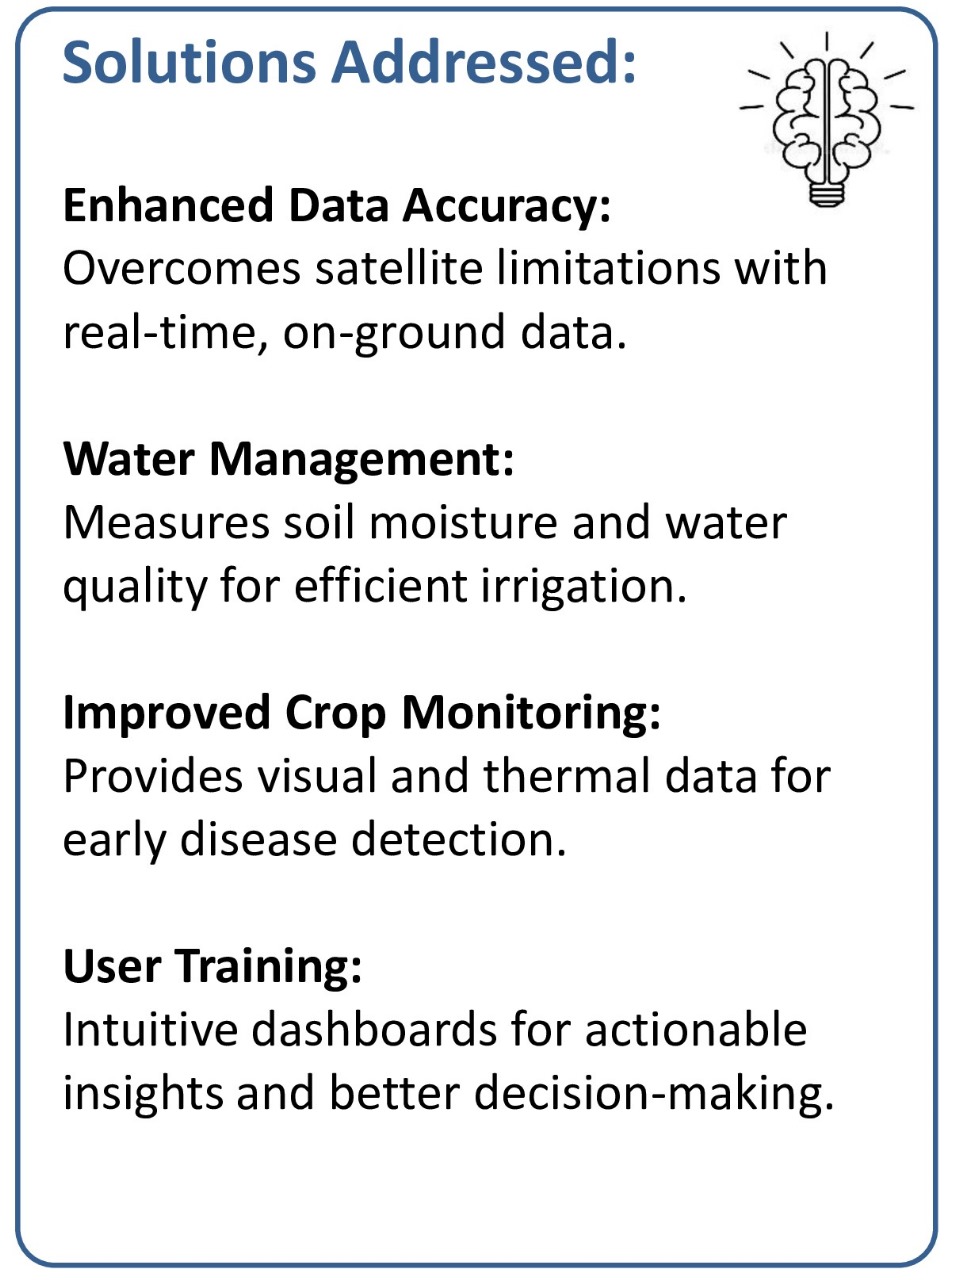 Solutions Addressed:
Enhanced Data Accuracy:
Overcomes satellite limitations with
real-time, on-ground data.
Water Management:
Measures soil moisture and water
quality for efficient irrigation.
Improved Crop Monitoring:
Provides visual and thermal data for
early disease detection.
User Training:
Intuitive dashboards for actionable
insights and better decision-making.